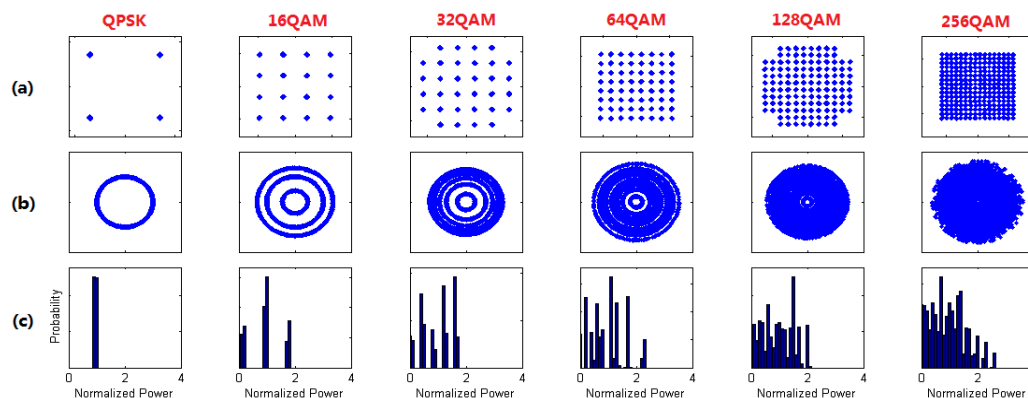 QPSK 16QAM 32QAM 64QAM 128QAM 256QAM
(a)
(b)
(c)
Probability
0 2 4 0 2 4 0 2 4 0 2 4 0 2 4 0 2
Normalized Power Normalized Power Normalized Power Normalized Power Normalized Power Normalized Power